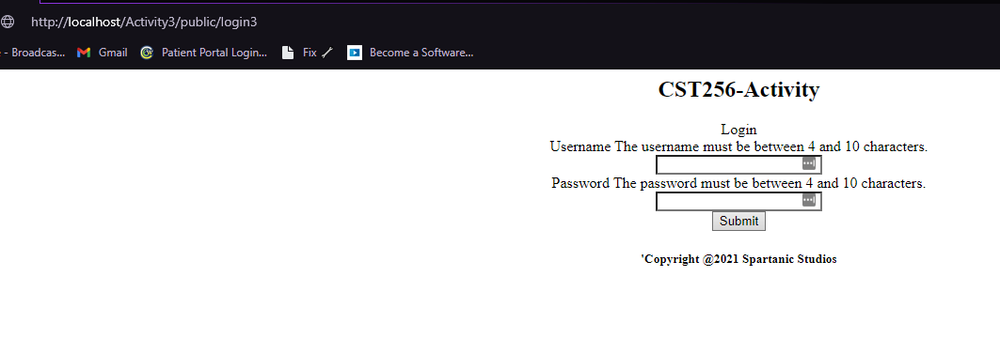 http://localhost/Activity3/public/login3
- Broadcas... Gmail Patient Portal Login... Fix Become a Software...
CST256-Activity
Login
Username The username must be between 4 and 10 characters.
Password The password must be between 4 and 10 characters.
Submit
'Copyright @2021 Spartanic Studios